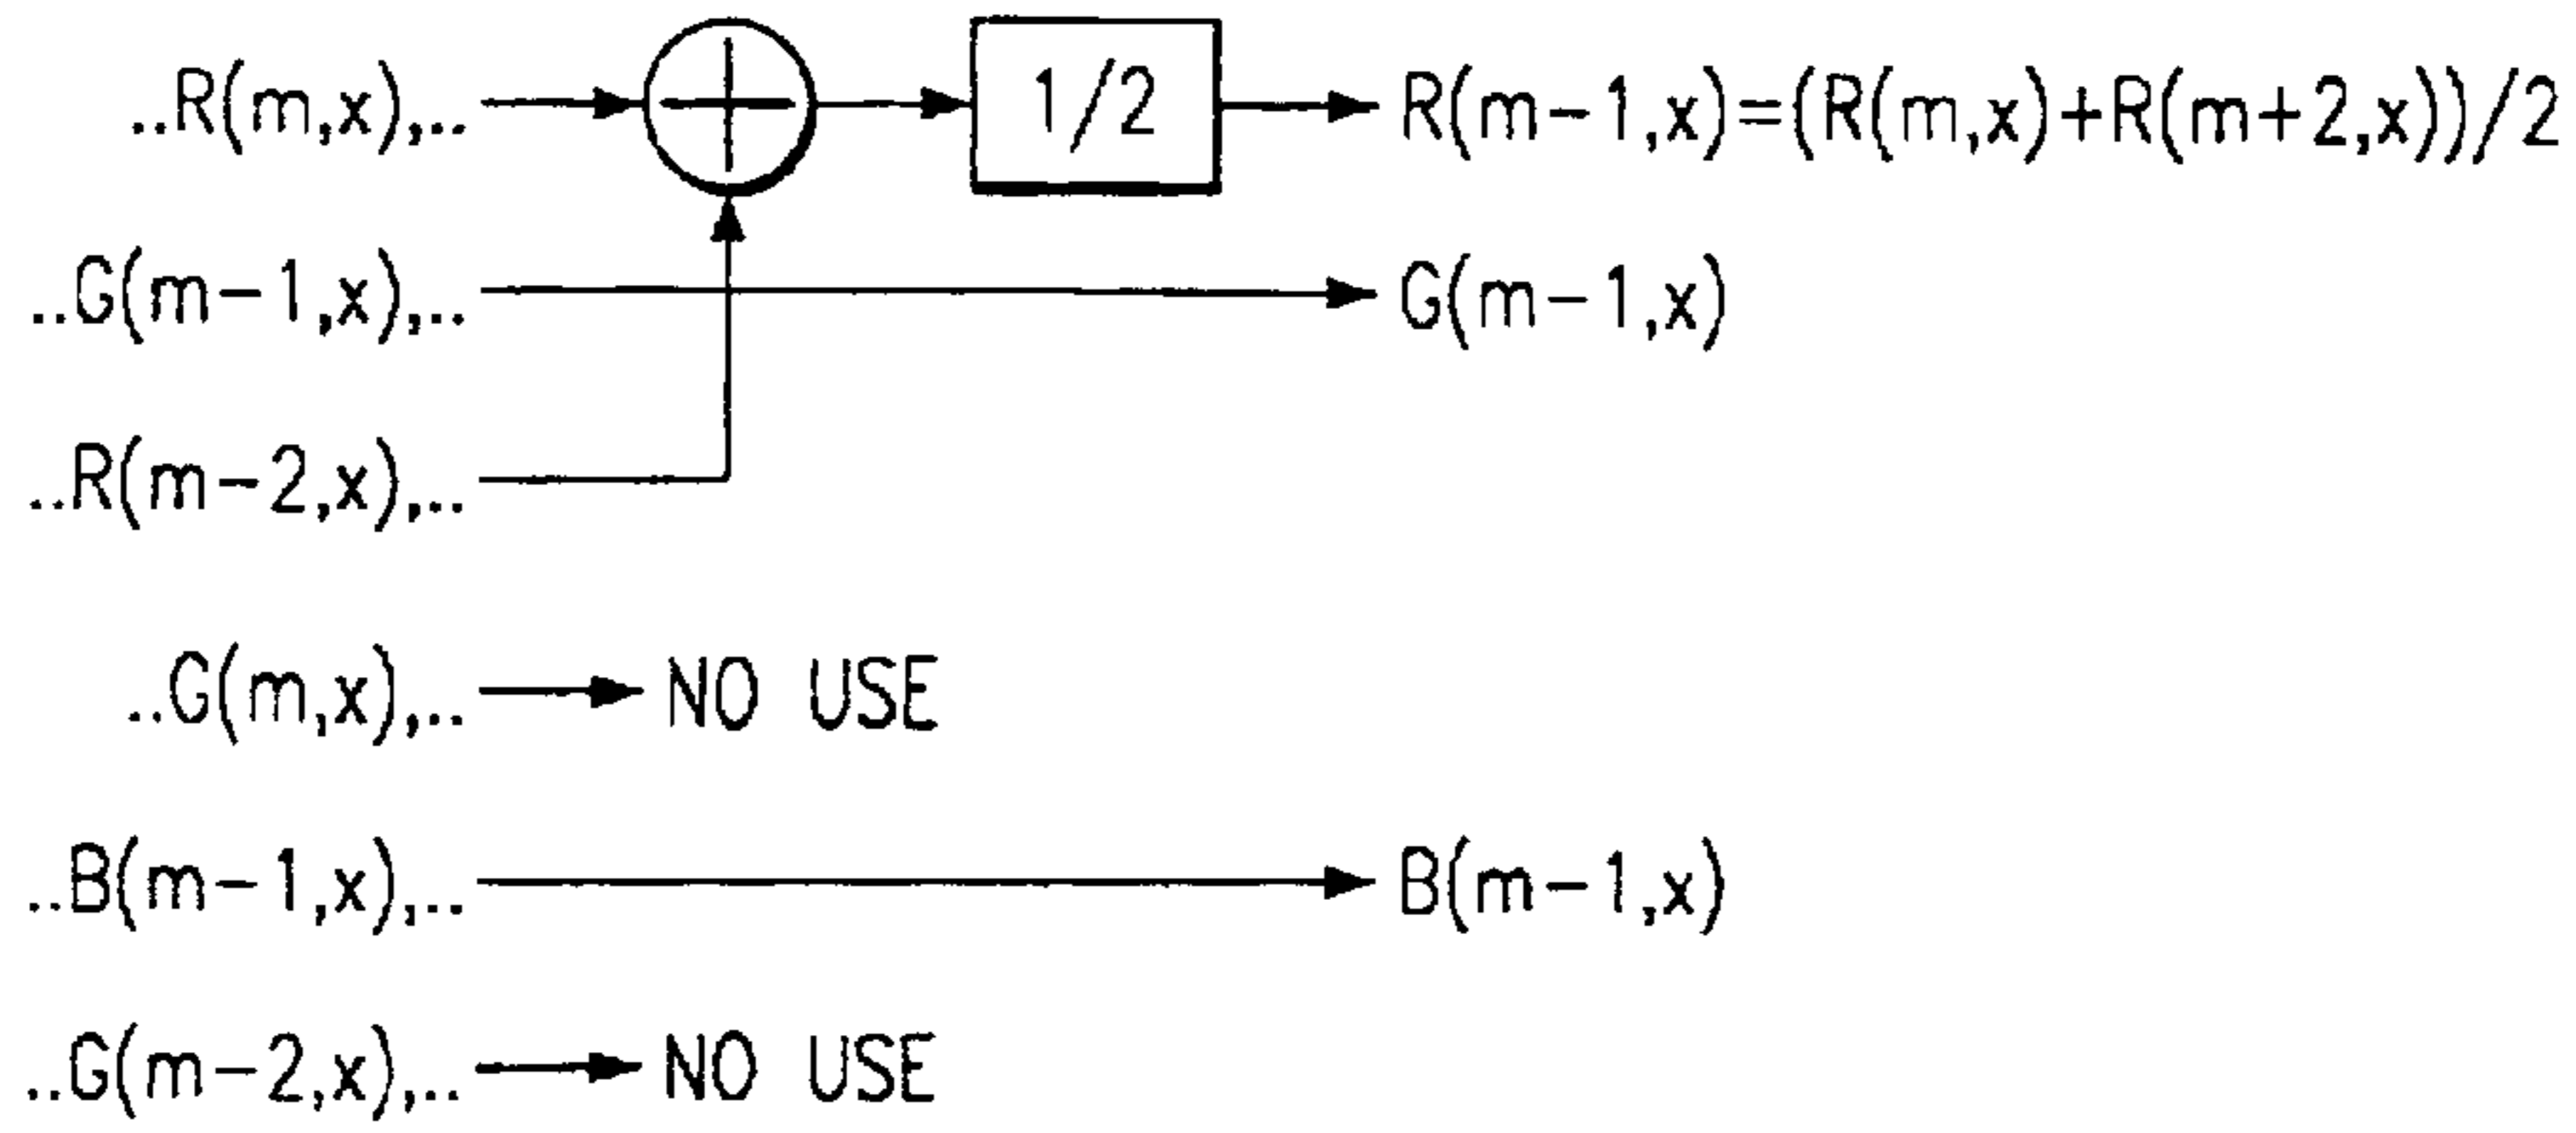 ..R(m,x),.. 1/2 R(m-1,x)=(R(m,x)+R(m+2,x))/2
..G(m-1,x),.. G(m-1,x)
..R(m-2,x),..
..G(m,x),.. NO USE
..B(m-1,x),.. B(m-1,x)
..G(m-2,x),.. NO USE